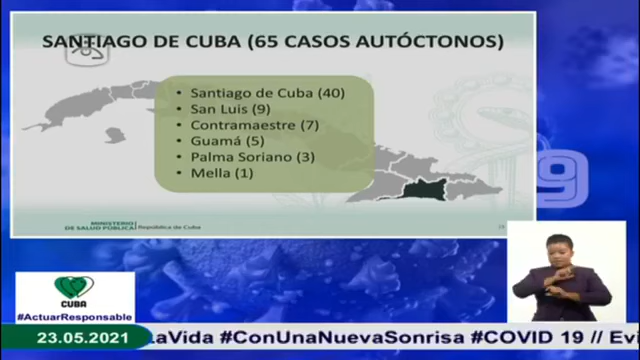 SANTIAGO DE CUBA (65 CASOS AUTÓCTONOS)
• Santiago de Cuba (40)
• San Luis (9)
• Contramaestre (7)
• Guamá (5)
• Palma Soriano (3)
• Mella (1)
MINISTERIO
DE SALUD PÚBLICA
República de Cuba
19
CUBA
#ActuarResponsable
23.05.2021
LaVida #ConUnaNuevaSonrisa #COVID 19 // Evi